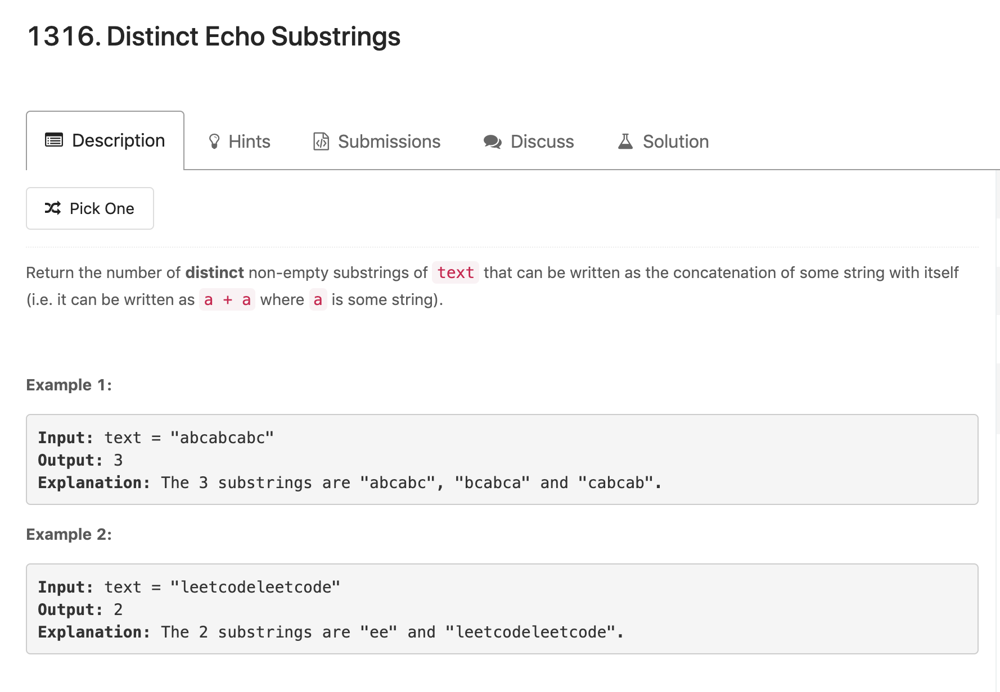 1316. Distinct Echo Substrings
Description
Hints
Submissions
Discuss
Solution
Pick One
Return the number of distinct non-empty substrings of text that can be written as the concatenation of some string with itself
(i.e. it can be written as a + a where a is some string).
Example 1:
Input: text = "abcabcabc"
Output: 3
Explanation: The 3 substrings are "abcabc", "bcabca" and "cabcab".
Example 2:
Input: text = "leetcodeleetcode"
Output: 2
Explanation: The 2 substrings are "ee" and "leetcodeleetcode".